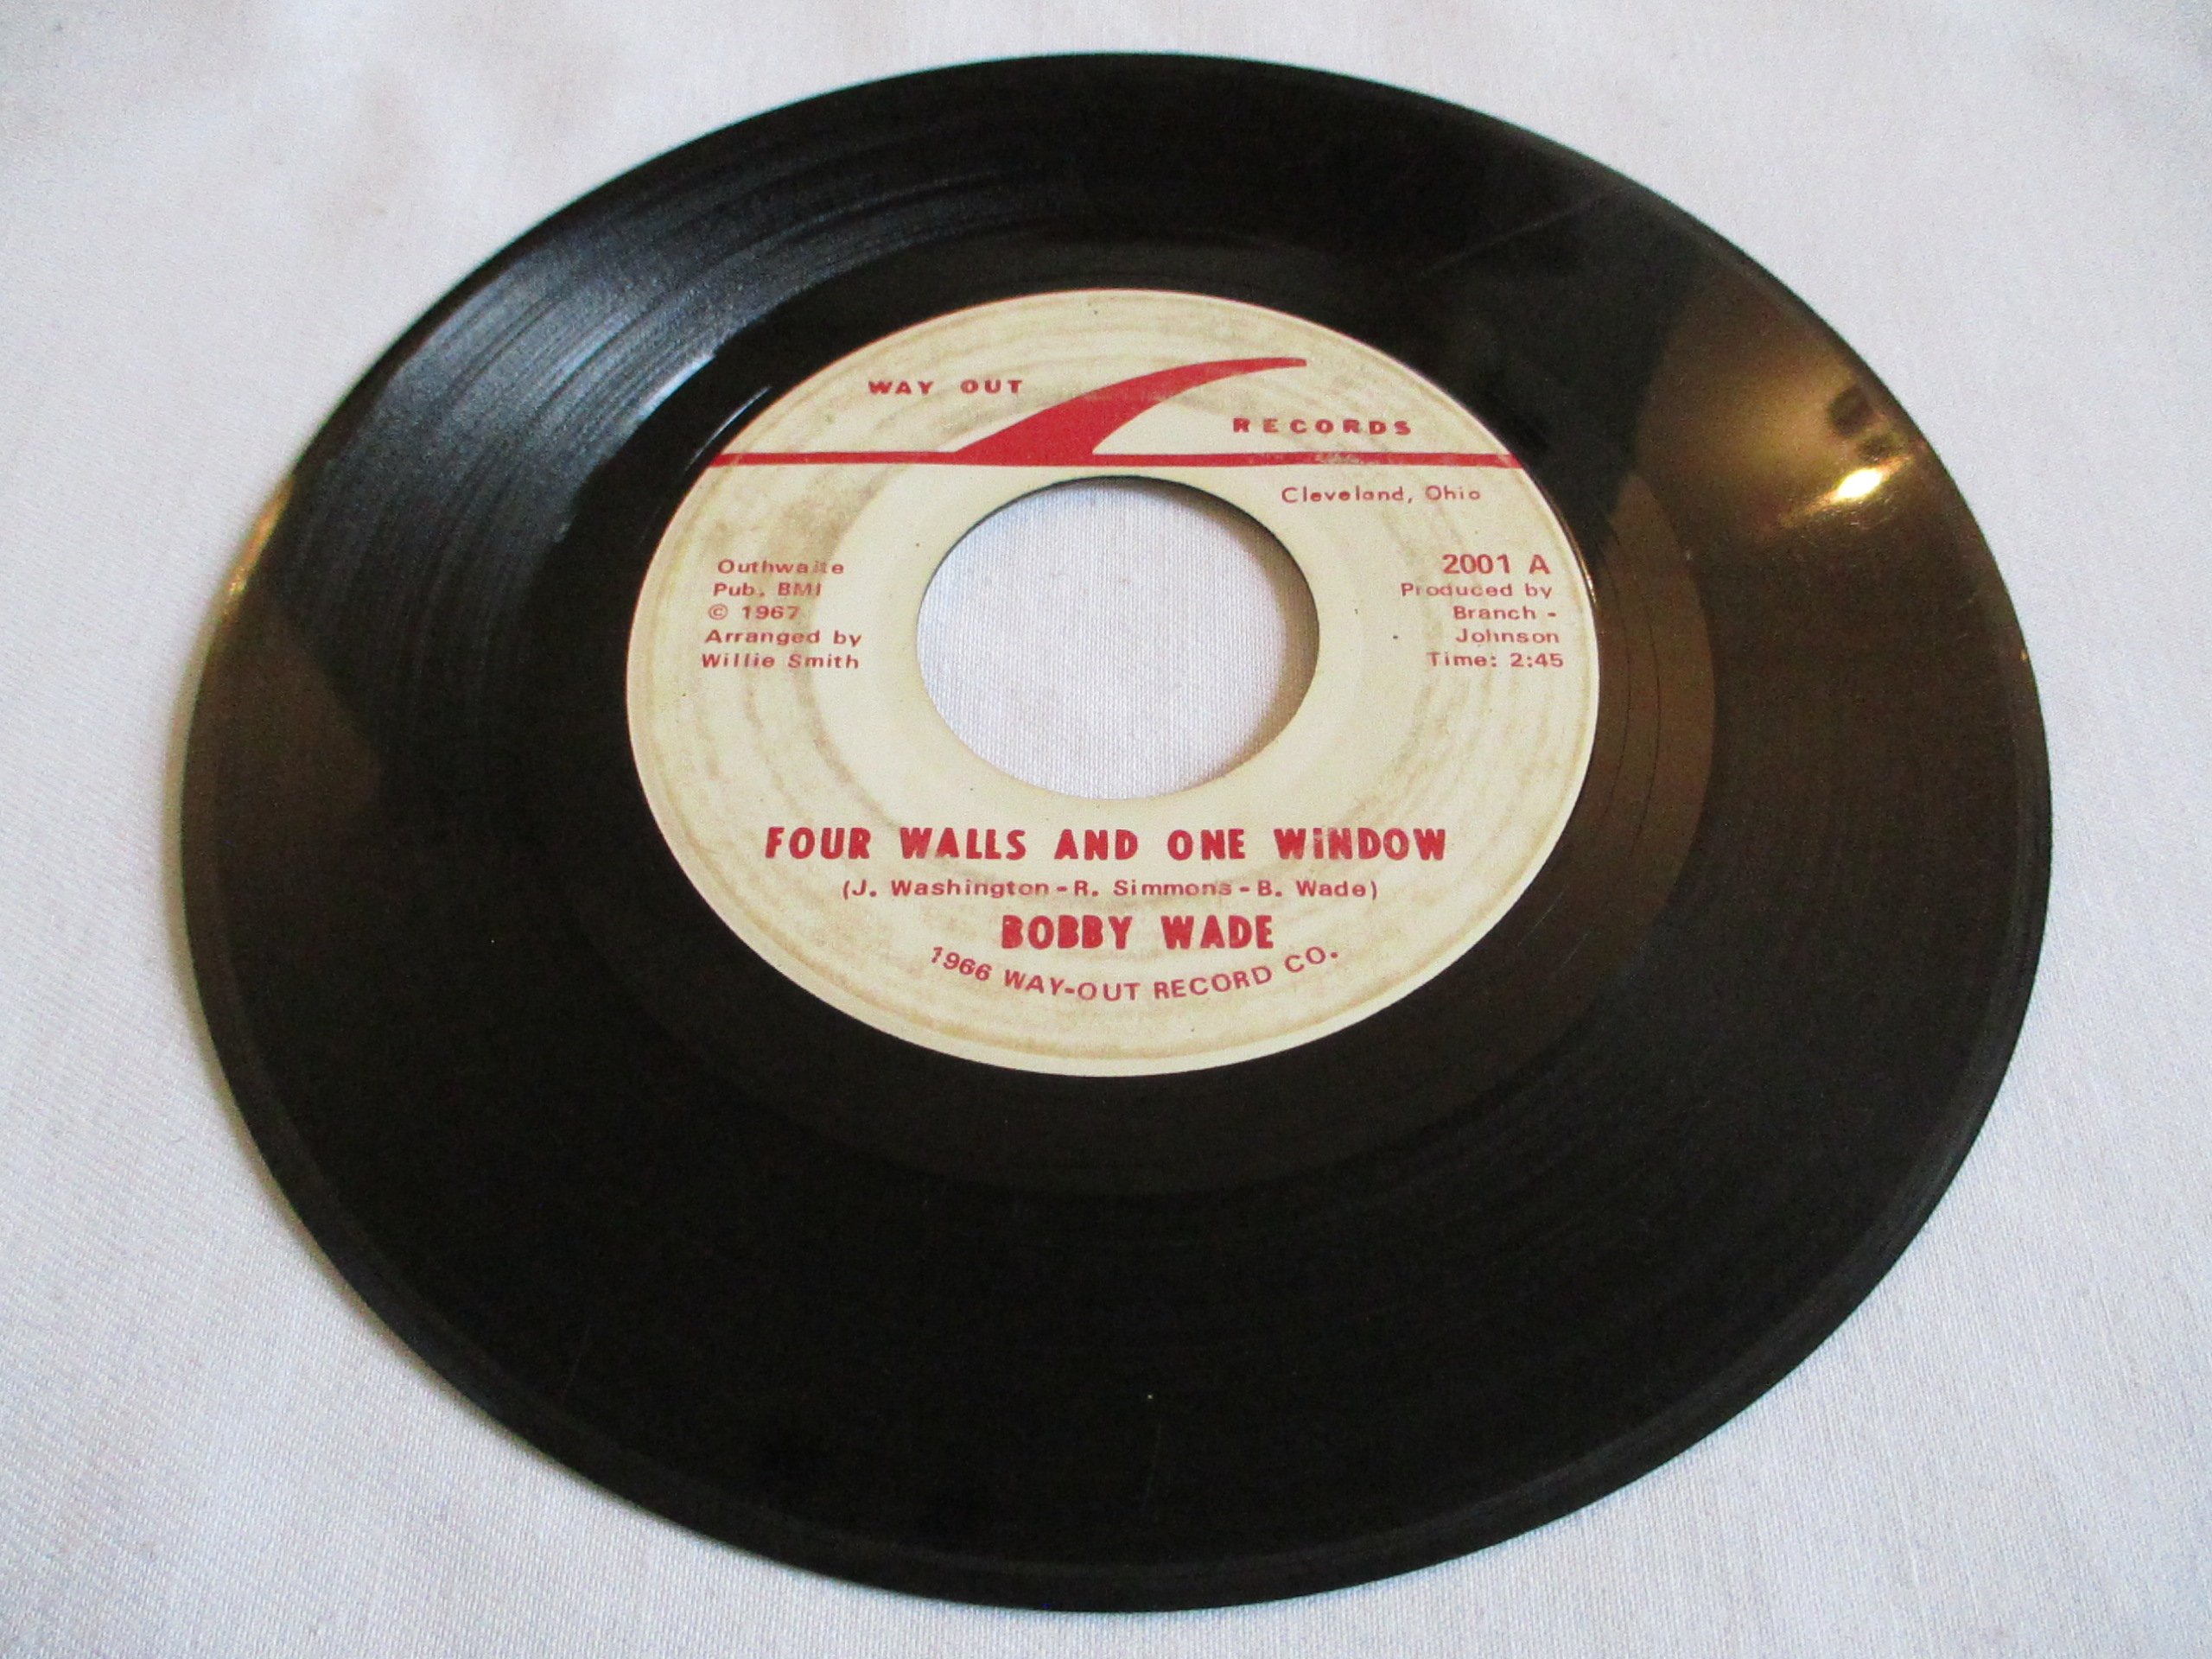 WAY OUT
RECORDS
Cleveland, Ohio
Outhwaite
Pub. BMI
© 1967
Arranged by
Willie Smith
2001 A
Produced by
Branch -
Johnson
Time: 2:45
FOUR WALLS AND ONE WINDOW
(J. Washington - R. Simmons - B. Wade)
BOBBY WADE
1966 WAY-OUT RECORD CO.